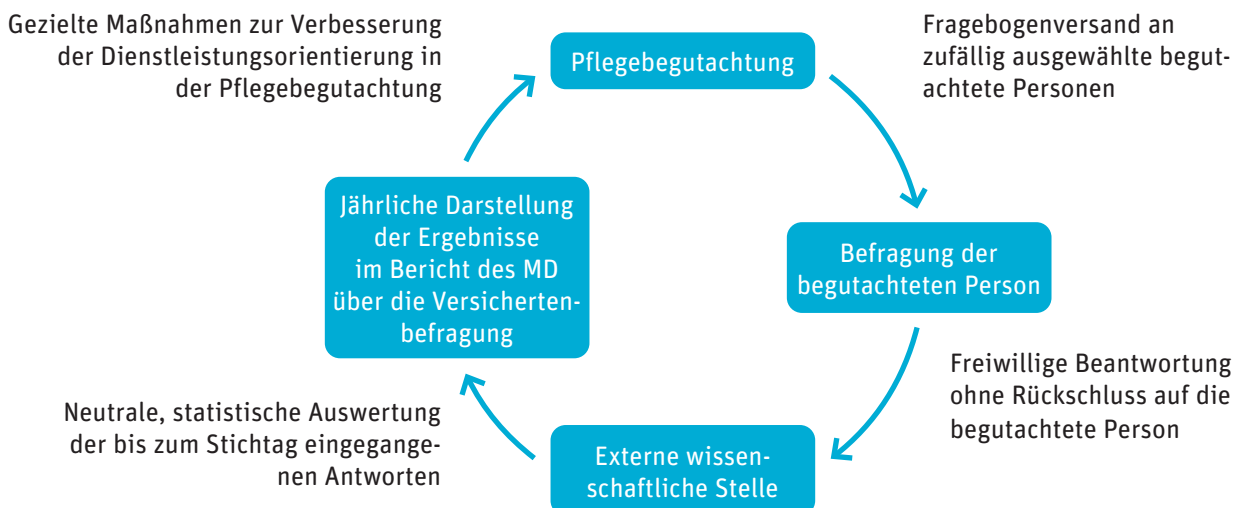 Gezielte Maßnahmen zur Verbesserung
der Dienstleistungsorientierung in
der Pflegebegutachtung
Pflegebegutachtung
Fragebogenversand an
zufällig ausgewählte begut-
achtete Personen
Jährliche Darstellung
der Ergebnisse
im Bericht des MD
über die Versicherten-
befragung
Befragung der
begutachteten Person
Freiwillige Beantwortung
ohne Rückschluss auf die
begutachtete Person
Neutrale, statistische Auswertung
der bis zum Stichtag eingegange-
nen Antworten
Externe wissen-
schaftliche Stelle